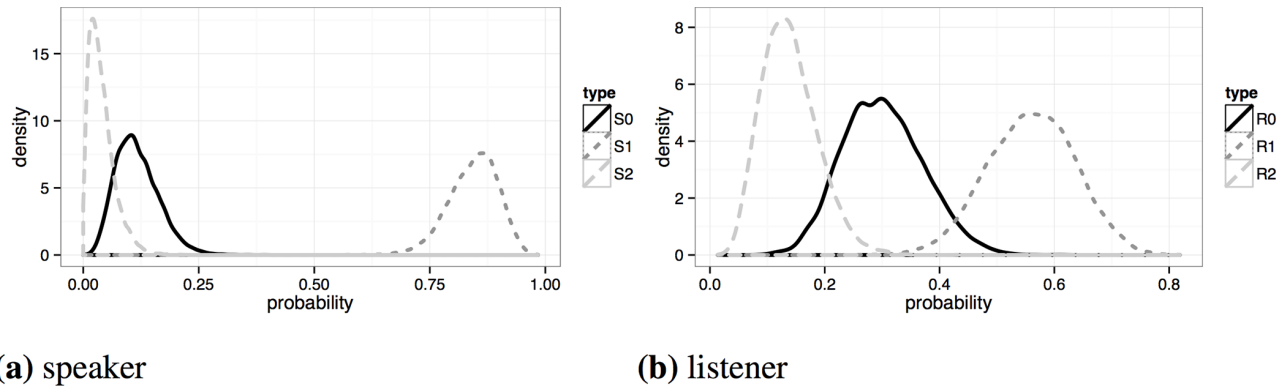 15
10
5
0
density
0.00
0.25
0.50
0.75
1.00
probability
type
S0
S1
S2
8
6
4
2
0
density
0.0
0.2
0.4
0.6
0.8
probability
type
R0
R1
R2
(a) speaker
(b) listener